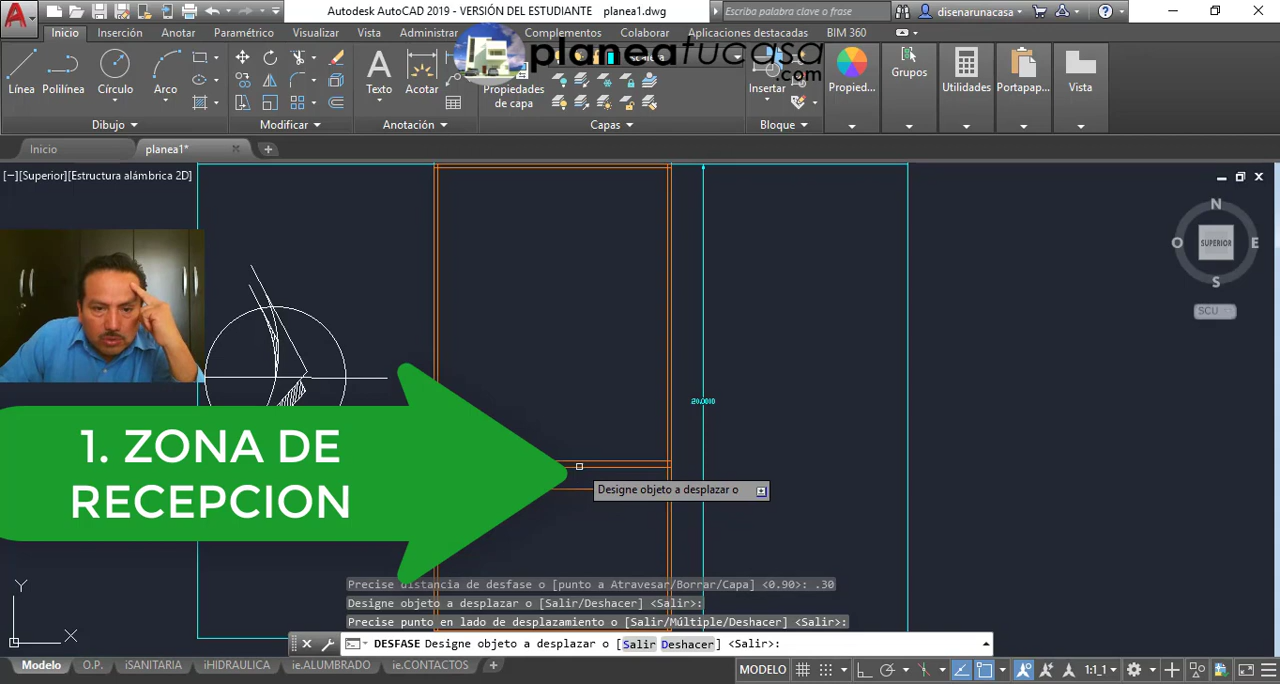 Autodesk AutoCAD 2019 - VERSIÓN DEL ESTUDIANTE planea1.dwg
Escriba palabra clave o frase
disenarunacasa
Inicio Inserción Anotar Paramétrico Visualizar Vista Administrar Complementos Colaborar Aplicaciones destacadas BIM 360
planeatucasa
.com
Línea Polilínea Círculo Arco Texto Acotar Propiedades de capa Insertar Propied... Grupos Utilidades Portapap... Vista
Dibujo Modificar Anotación Capas Bloque
Inicio planea1*
[−][Superior][Estructura alámbrica 2D]
N
O SUPERIOR E
S
SCU
20.0000
1. ZONA DE
RECEPCION
Designe objeto a desplazar o
Precise distancia de desfase o [punto a Atravesar/Borrar/Capa] <0.90>: .30
Designe objeto a desplazar o [Salir/Deshacer] <Salir>:
Precise punto en lado de desplazamiento o [Salir/Múltiple/Deshacer] <Salir>:
DESFASE Designe objeto a desplazar o [Salir Deshacer] <Salir>:
Y
X
Modelo O.P. iSANITARIA iHIDRAULICA ie.ALUMBRADO ie.CONTACTOS
MODELO 1:1_1